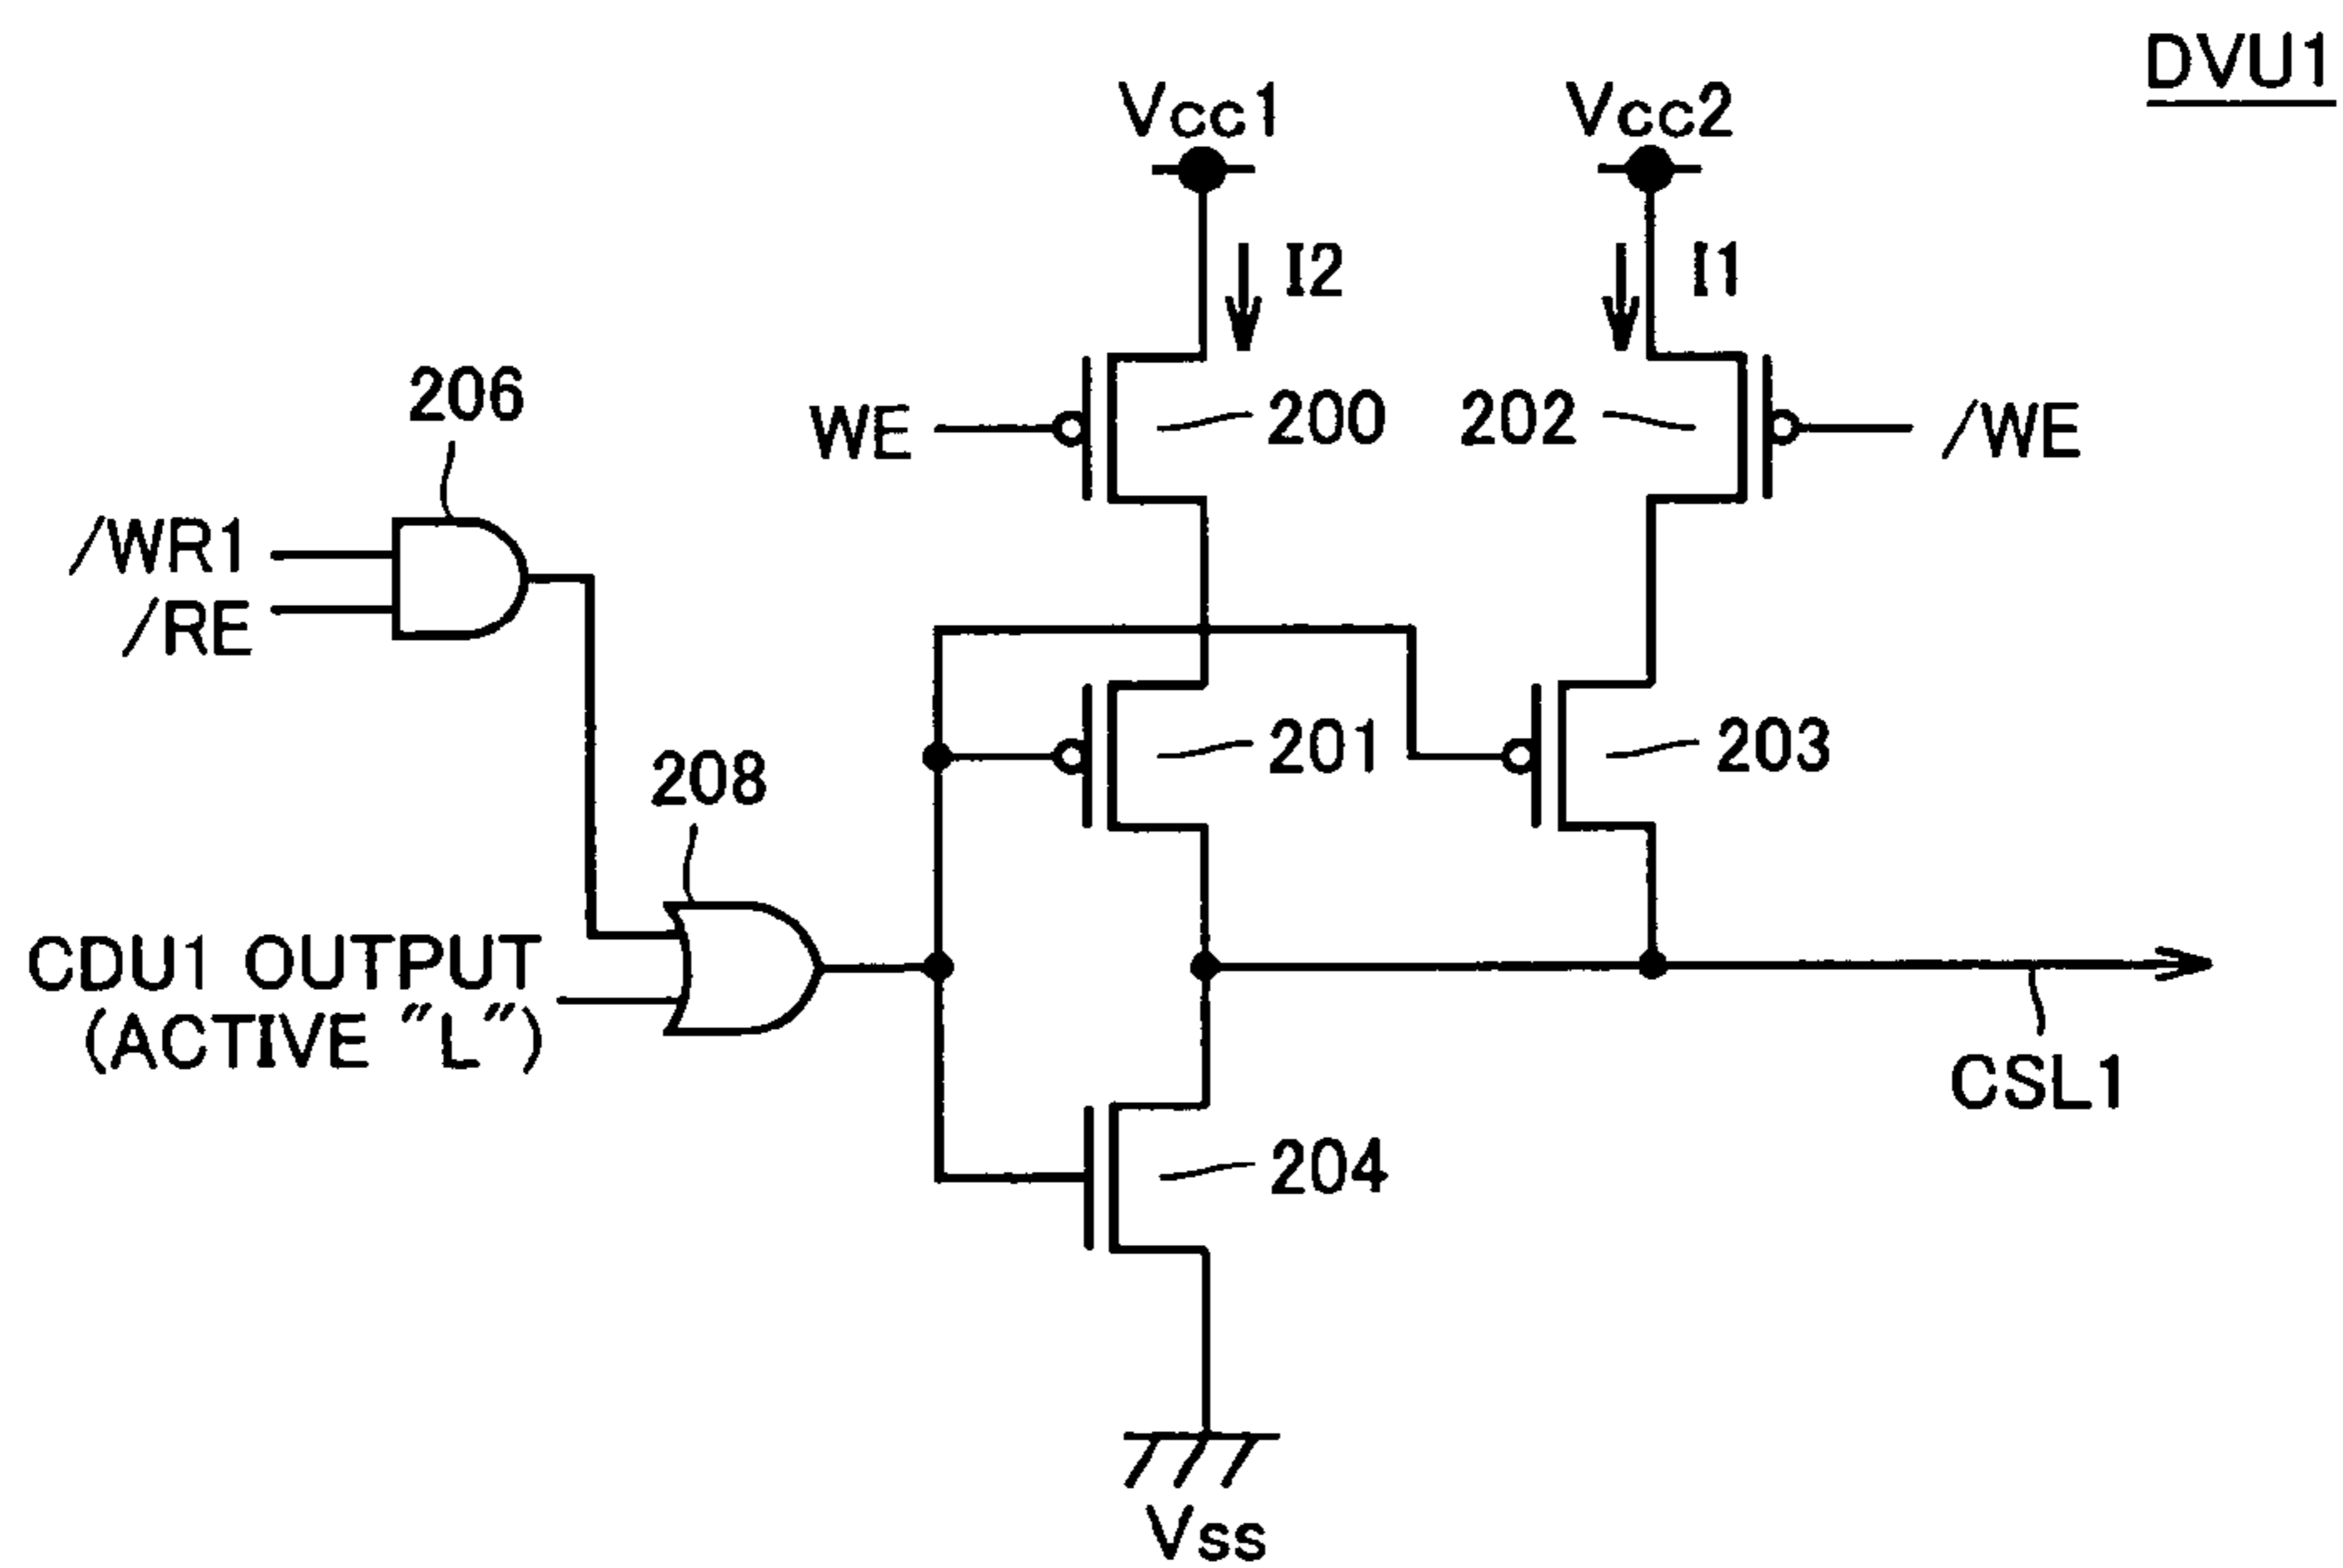 DVU1
Vcc1
Vcc2
I2
I1
206
WE
200
202
/WE
/WR1
/RE
208
201
203
CDU1 OUTPUT
(ACTIVE "L")
CSL1
204
Vss